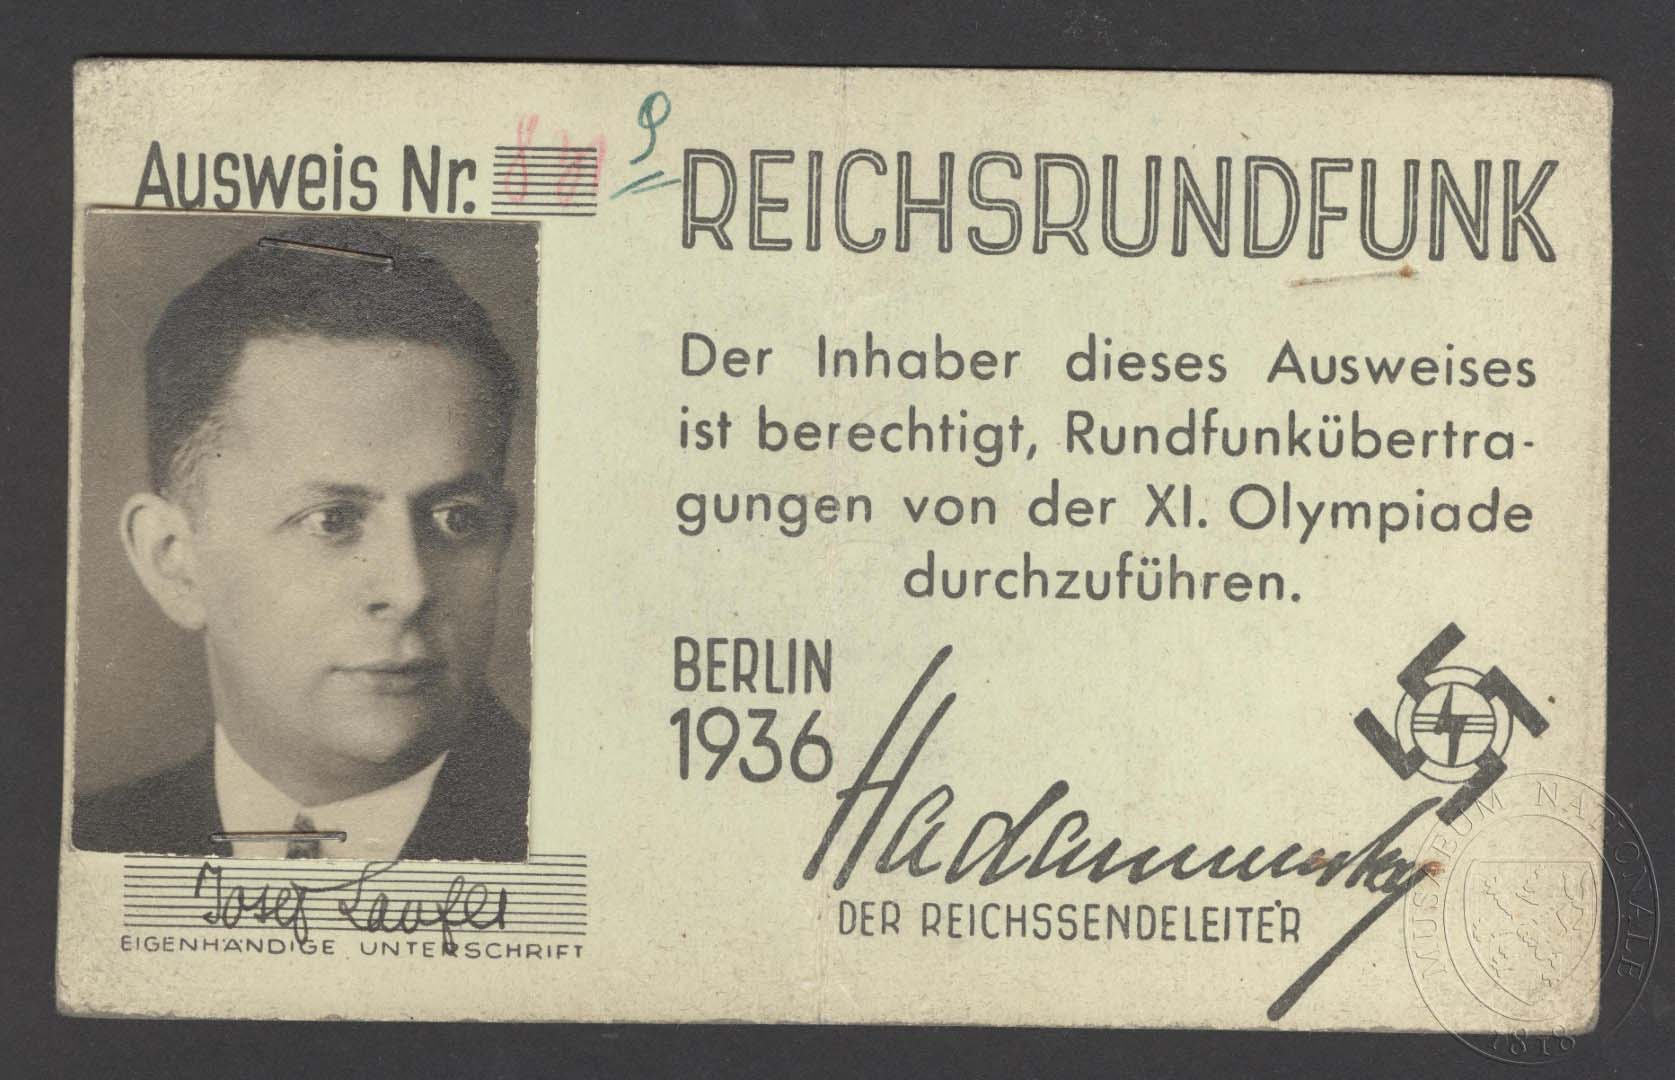 Ausweis Nr.
REICHSRUNDFUNK
Der Inhaber dieses Ausweises
ist berechtigt, Rundfunkübertra-
gungen von der XI. Olympiade
durchzuführen.
BERLIN
1936
Hadamovsky
DER REICHSSENDELEITER
Josef Laufer
EIGENHÄNDIGE UNTERSCHRIFT
MUSEUM NATIONALE
1818